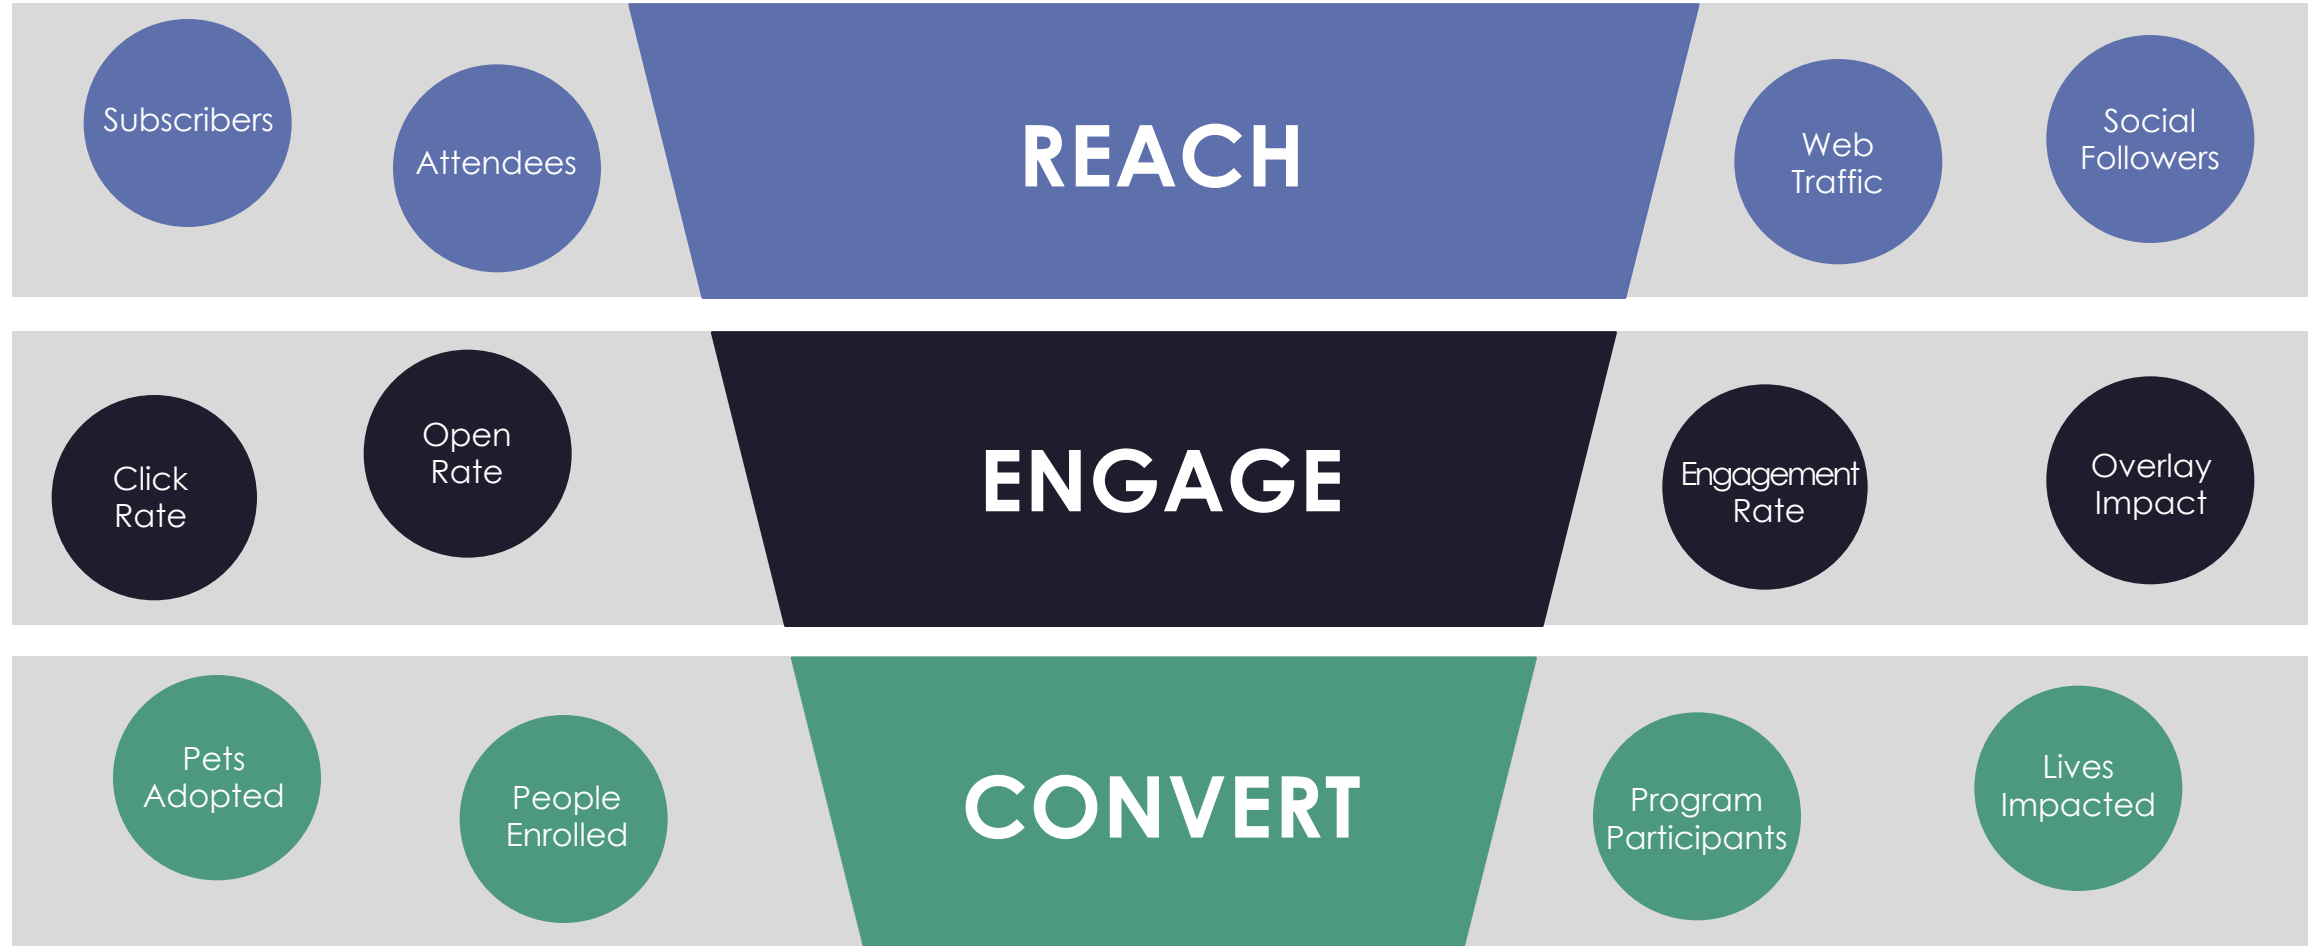 Subscribers
Attendees
REACH
Web
Traffic
Social
Followers
Click
Rate
Open
Rate
ENGAGE
Engagement
Rate
Overlay
Impact
Pets
Adopted
People
Enrolled
CONVERT
Program
Participants
Lives
Impacted